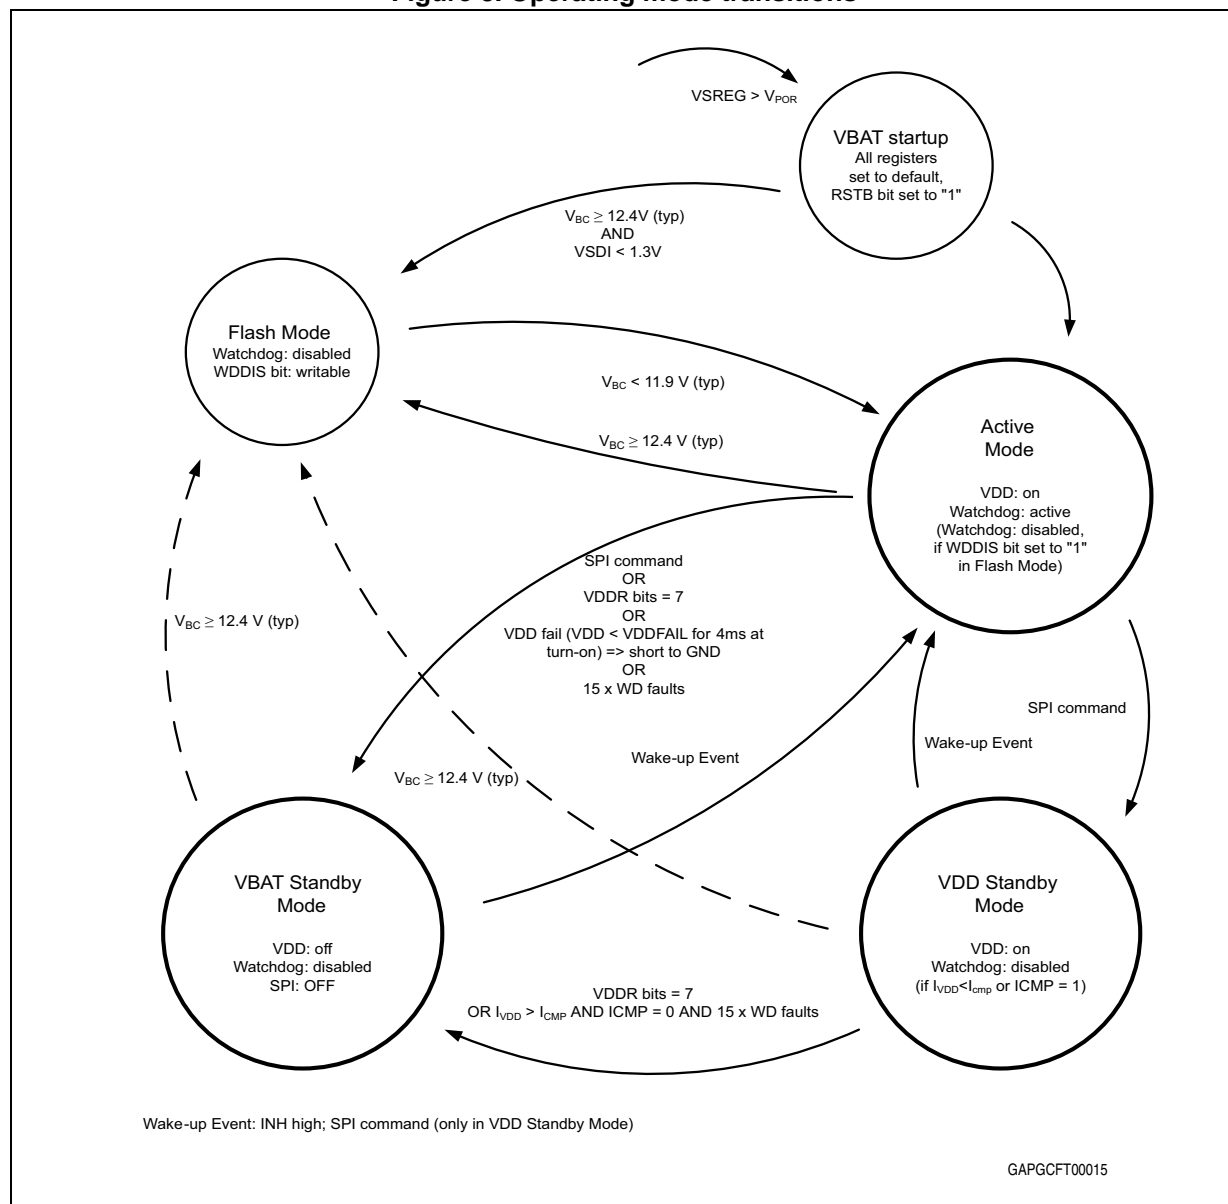 Figure 6. Operating mode transitions
VSREG > VPOR
VBAT startup
All registers
set to default,
RSTB bit set to "1"
VBC ≥ 12.4V (typ)
AND
VSDI < 1.3V
Flash Mode
Watchdog: disabled
WDDIS bit: writable
VBC < 11.9 V (typ)
VBC ≥ 12.4 V (typ)
Active
Mode
VDD: on
Watchdog: active
(Watchdog: disabled,
if WDDIS bit set to "1"
in Flash Mode)
SPI command
OR
VDDR bits = 7
OR
VDD fail (VDD < VDDFAIL for 4ms at
turn-on) => short to GND
OR
15 x WD faults
VBC ≥ 12.4 V (typ)
SPI command
Wake-up Event
Wake-up Event
VBC ≥ 12.4 V (typ)
VBAT Standby
Mode
VDD: off
Watchdog: disabled
SPI: OFF
VDD Standby
Mode
VDD: on
Watchdog: disabled
(if IVDD<Icmp or ICMP = 1)
VDDR bits = 7
OR IVDD > ICMP AND ICMP = 0 AND 15 x WD faults
Wake-up Event: INH high; SPI command (only in VDD Standby Mode)
GAPGCFT00015